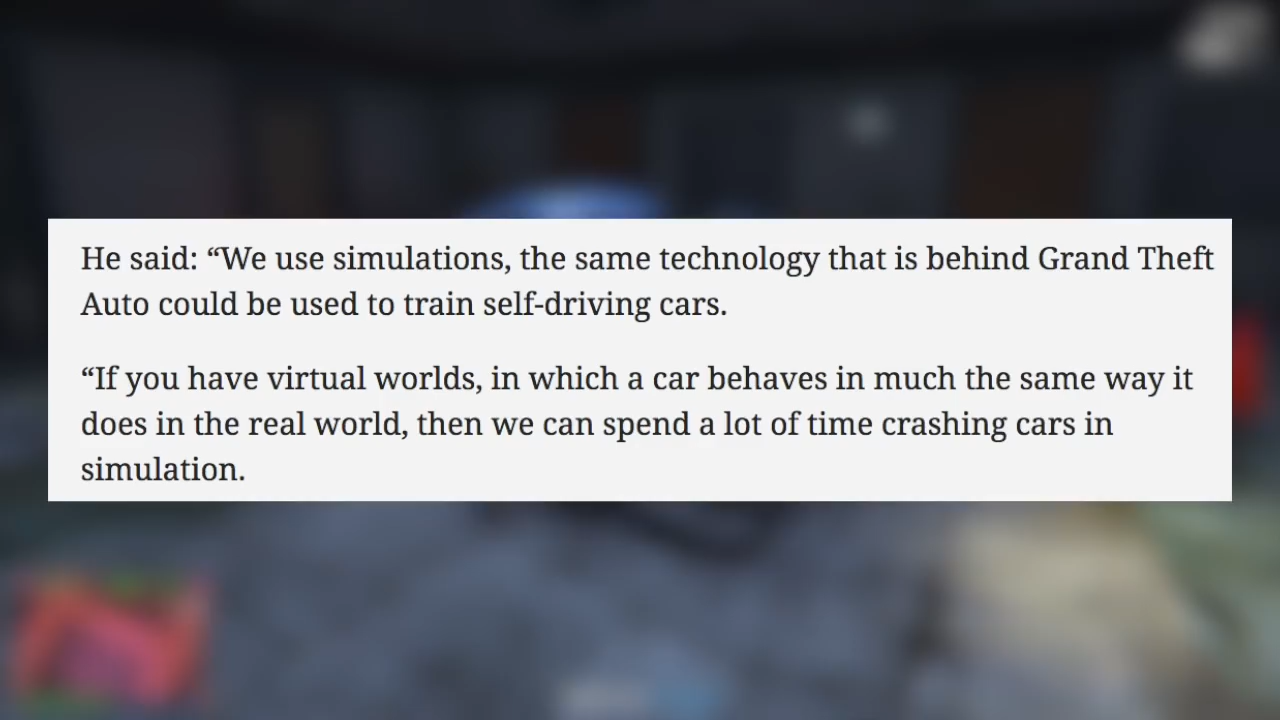 He said: “We use simulations, the same technology that is behind Grand Theft
Auto could be used to train self-driving cars.
“If you have virtual worlds, in which a car behaves in much the same way it
does in the real world, then we can spend a lot of time crashing cars in
simulation.